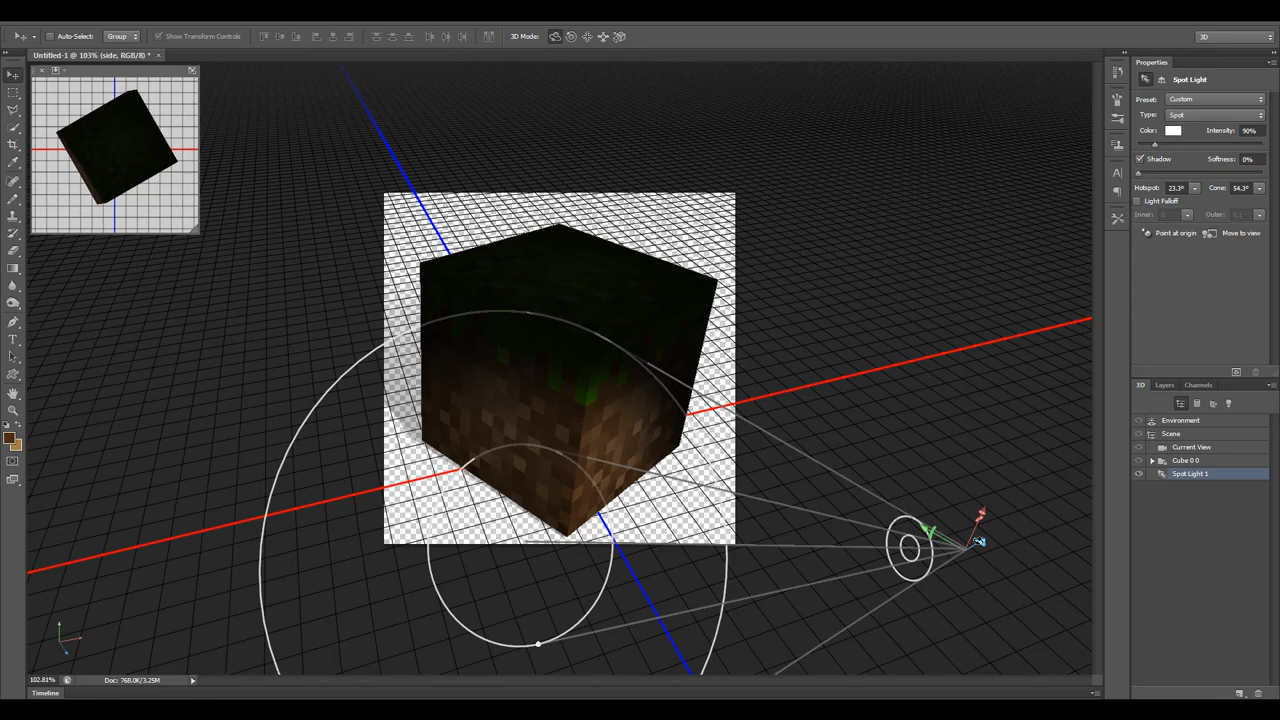 Auto-Select: Group Show Transform Controls 3D Mode: 3D
Untitled-1 @ 103% (side, RGB/8) *
Properties
Spot Light
Preset: Custom
Type: Spot
Color: Intensity: 90%
Shadow Softness: 0%
Hotspot: 23.3° Cone: 54.3°
Light Falloff
Inner: 0 Outer: 0.1
Point at origin Move to view
3D Layers Channels
Environment
Scene
Current View
Cube 0 0
Spot Light 1
102.81% Doc: 768.0K/3.25M
Timeline